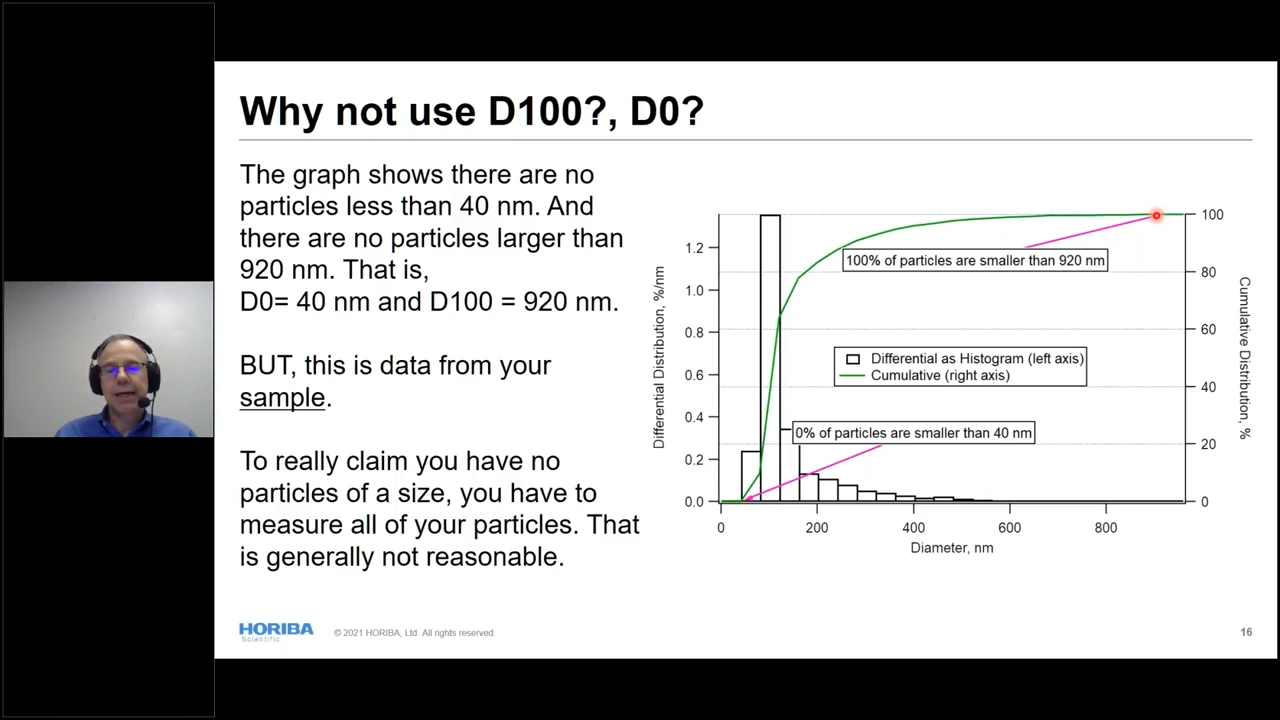 Why not use D100?, D0?
The graph shows there are no
particles less than 40 nm. And
there are no particles larger than
920 nm. That is,
D0= 40 nm and D100 = 920 nm.
BUT, this is data from your
sample.
To really claim you have no
particles of a size, you have to
measure all of your particles. That
is generally not reasonable.
Differential Distribution, %/nm
1.2
1.0
0.8
0.6
0.4
0.2
0.0
100% of particles are smaller than 920 nm
Differential as Histogram (left axis)
Cumulative (right axis)
0% of particles are smaller than 40 nm
100
80
60
40
20
0
Cumulative Distribution, %
0 200 400 600 800
Diameter, nm
HORIBA
Scientific
© 2021 HORIBA, Ltd. All rights reserved.
16